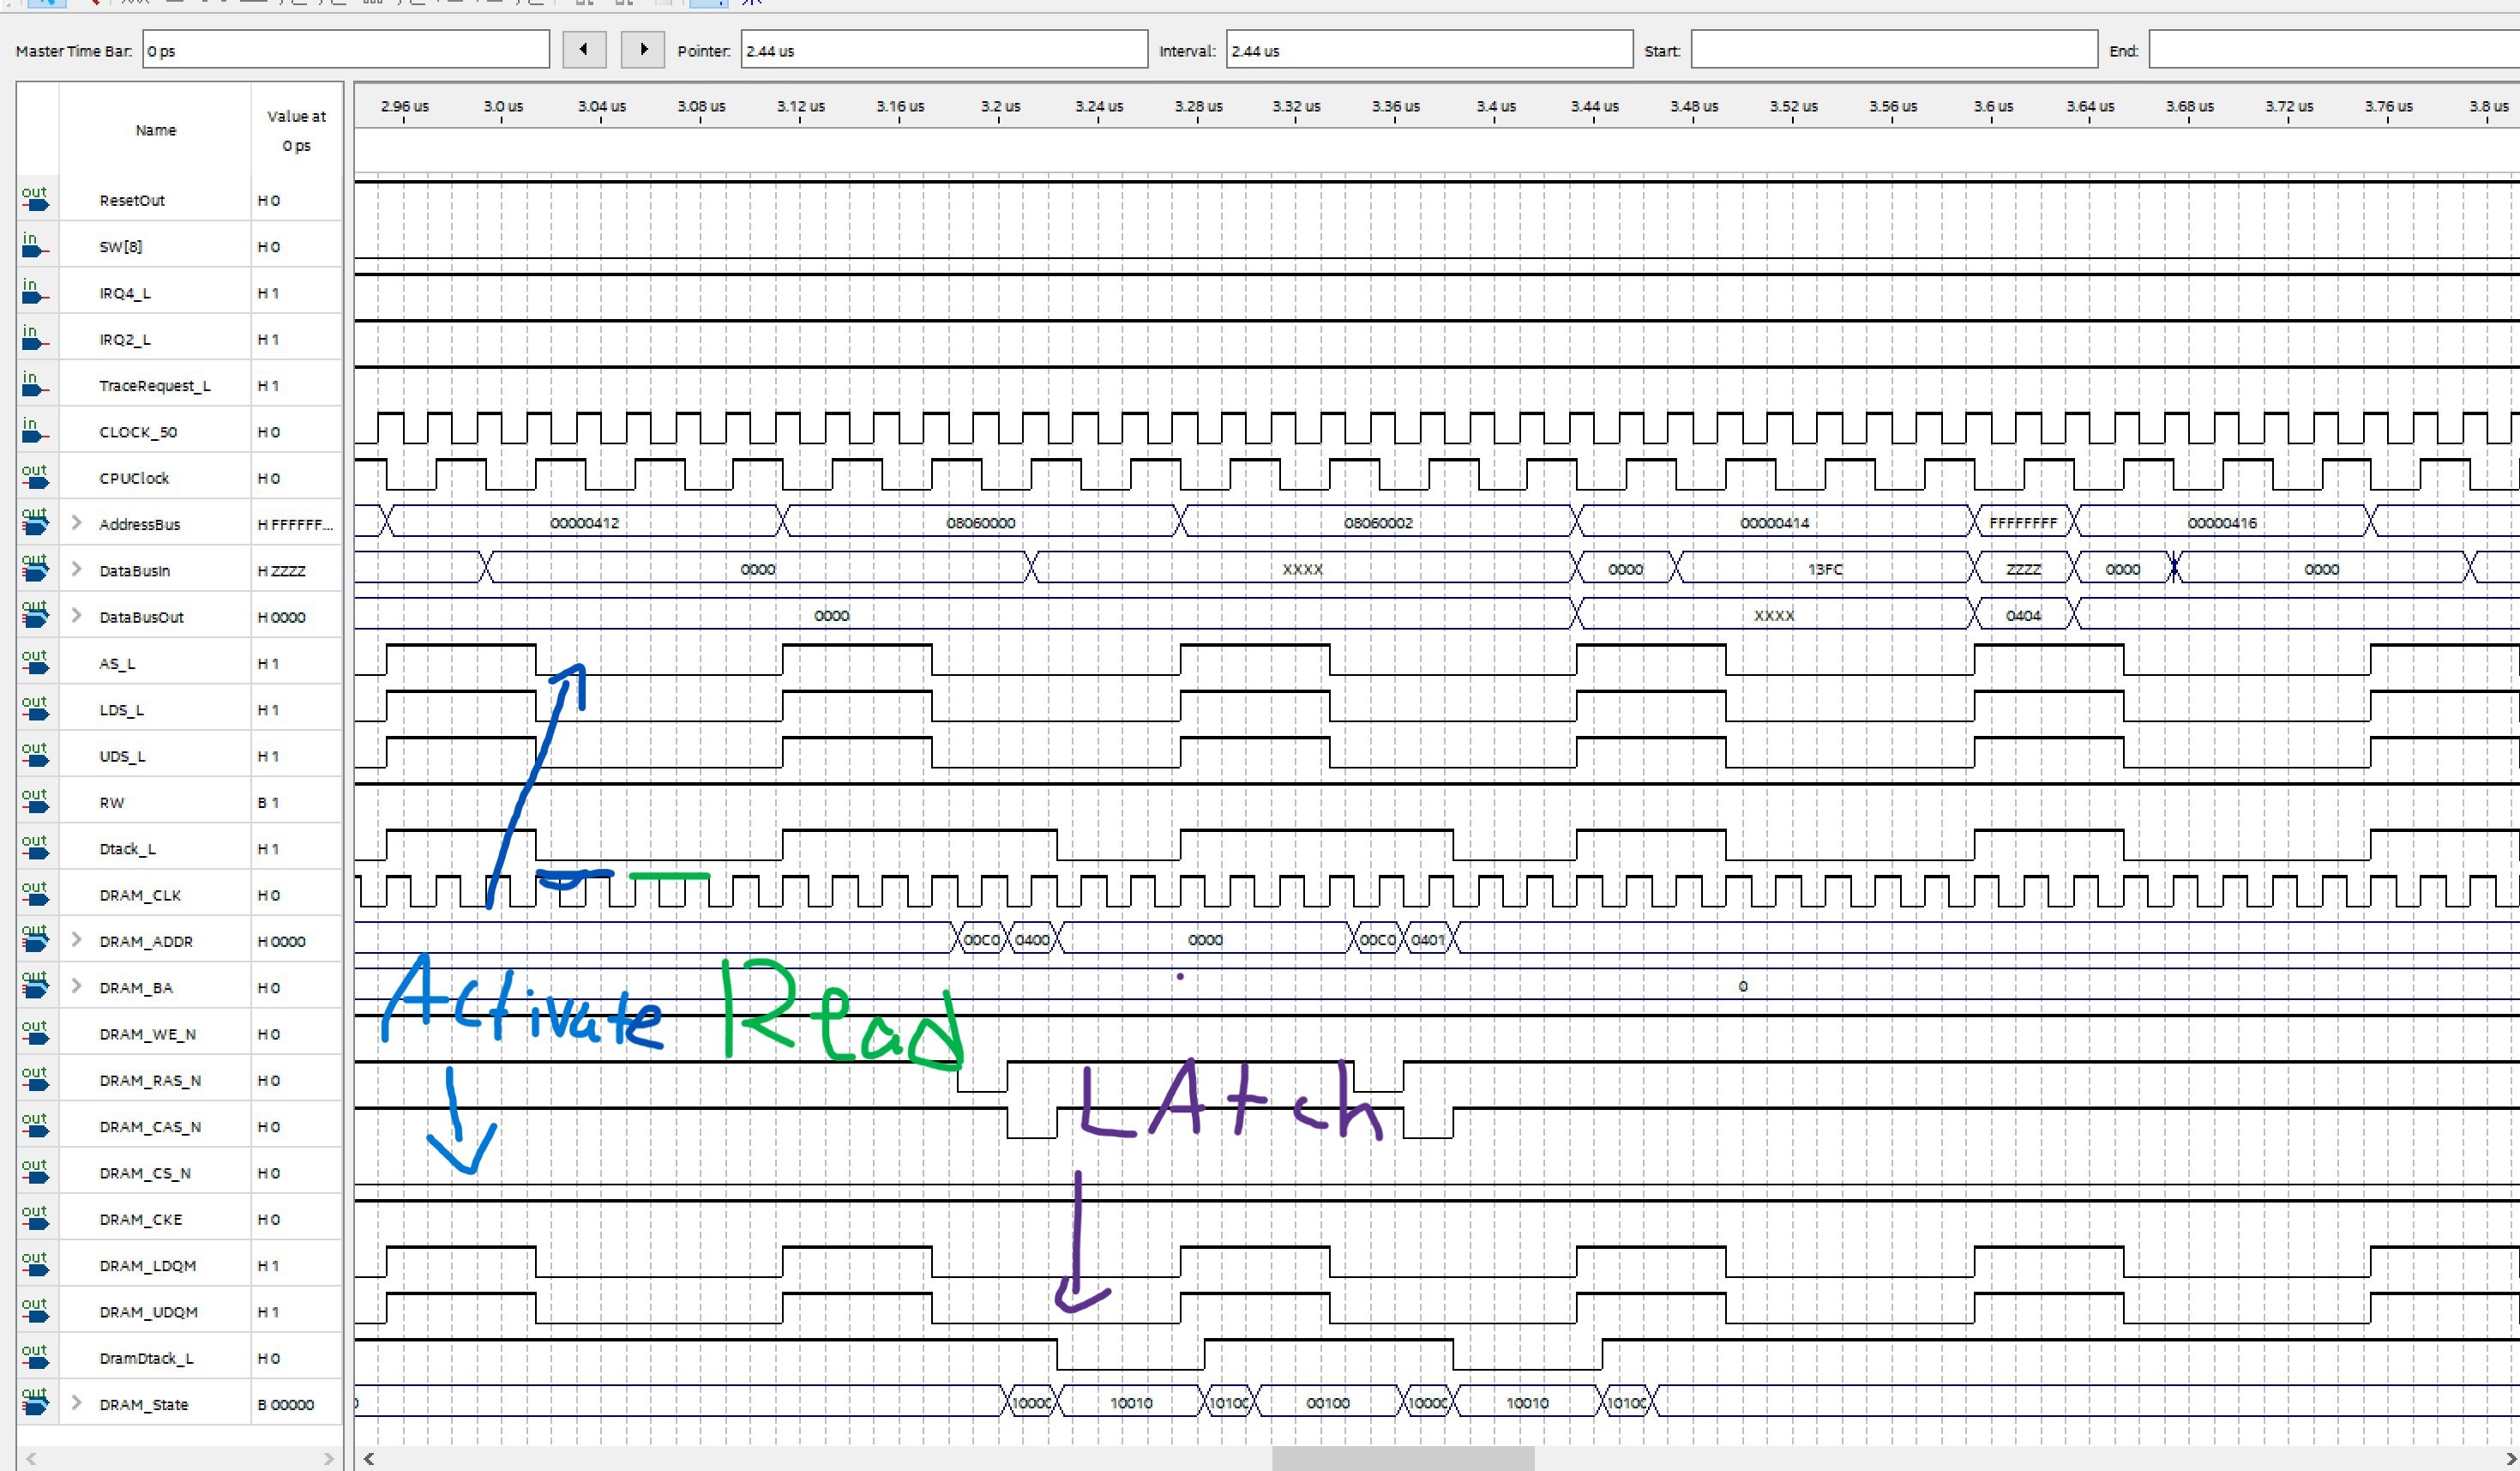 Master Time Bar: 0 ps Pointer: 2.44 us Interval: 2.44 us Start: End:
Name Value at 0 ps
2.96 us 3.0 us 3.04 us 3.08 us 3.12 us 3.16 us 3.2 us 3.24 us 3.28 us 3.32 us 3.36 us 3.4 us 3.44 us 3.48 us 3.52 us 3.56 us 3.6 us 3.64 us 3.68 us 3.72 us 3.76 us 3.8 us
out ResetOut H 0
in SW[8] H 0
in IRQ4_L H 1
in IRQ2_L H 1
in TraceRequest_L H 1
in CLOCK_50 H 0
out CPUClock H 0
out AddressBus H FFFFFF... 00000412 08060000 08060002 00000414 FFFFFFFF 00000416
out DataBusIn H ZZZZ 0000 XXXX 0000 13FC ZZZZ 0000 0000
out DataBusOut H 0000 0000 XXXX 0404
out AS_L H 1
out LDS_L H 1
out UDS_L H 1
out RW B 1
out Dtack_L H 1
out DRAM_CLK H 0
out DRAM_ADDR H 0000 00C0 0400 0000 00C0 0401
out DRAM_BA H 0 0
Activate Read
out DRAM_WE_N H 0
out DRAM_RAS_N H 0
LAtch
out DRAM_CAS_N H 0
out DRAM_CS_N H 0
out DRAM_CKE H 0
out DRAM_LDQM H 1
out DRAM_UDQM H 1
out DramDtack_L H 0
out DRAM_State B 00000 10010 00100 10010